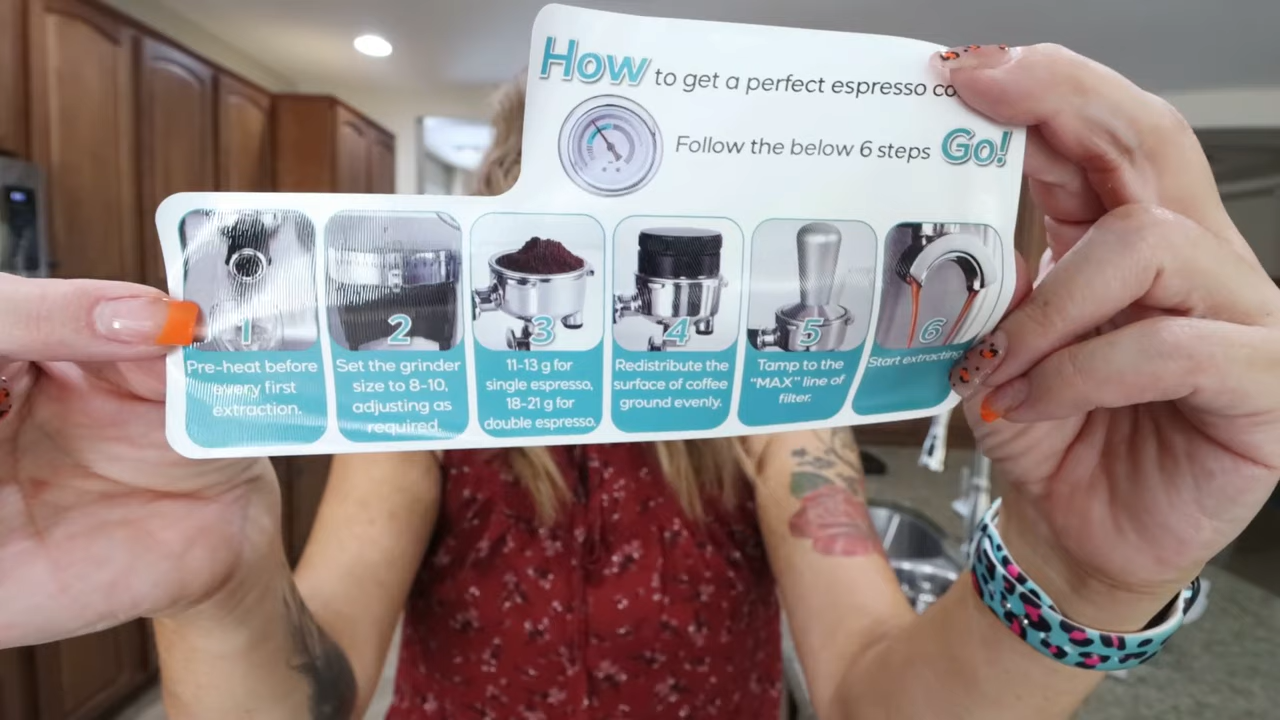 How to get a perfect espresso co
Follow the below 6 steps Go!
1
Pre-heat before
every first
extraction.
2
Set the grinder
size to 8-10,
adjusting as
required.
3
11-13 g for
single espresso,
18-21 g for
double espresso.
4
Redistribute the
surface of coffee
ground evenly.
5
Tamp to the
"MAX" line of
filter.
6
Start extracting